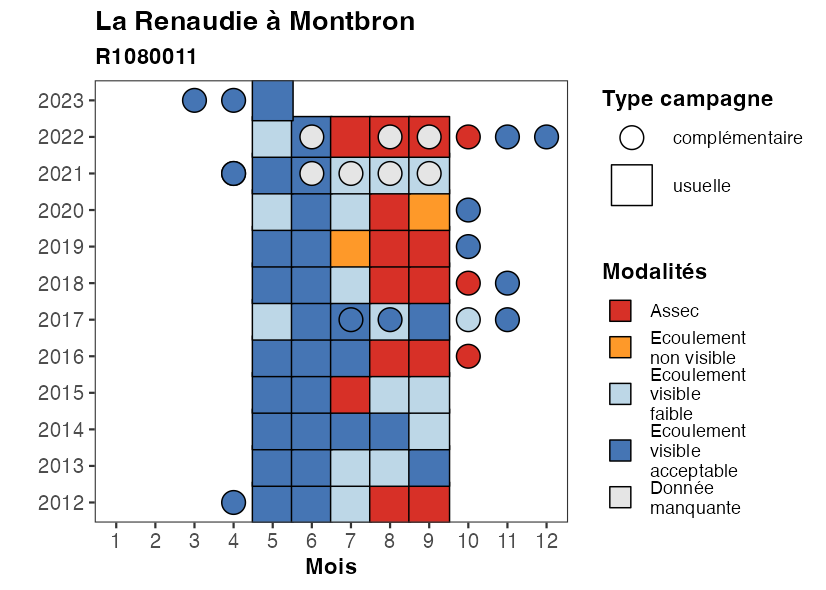 La Renaudie à Montbron
R1080011
2023
2022
2021
2020
2019
2018
2017
2016
2015
2014
2013
2012
1 2 3 4 5 6 7 8 9 10 11 12
Mois
Type campagne
complémentaire
usuelle
Modalités
Assec
Ecoulement
non visible
Ecoulement
visible
faible
Ecoulement
visible
acceptable
Donnée
manquante